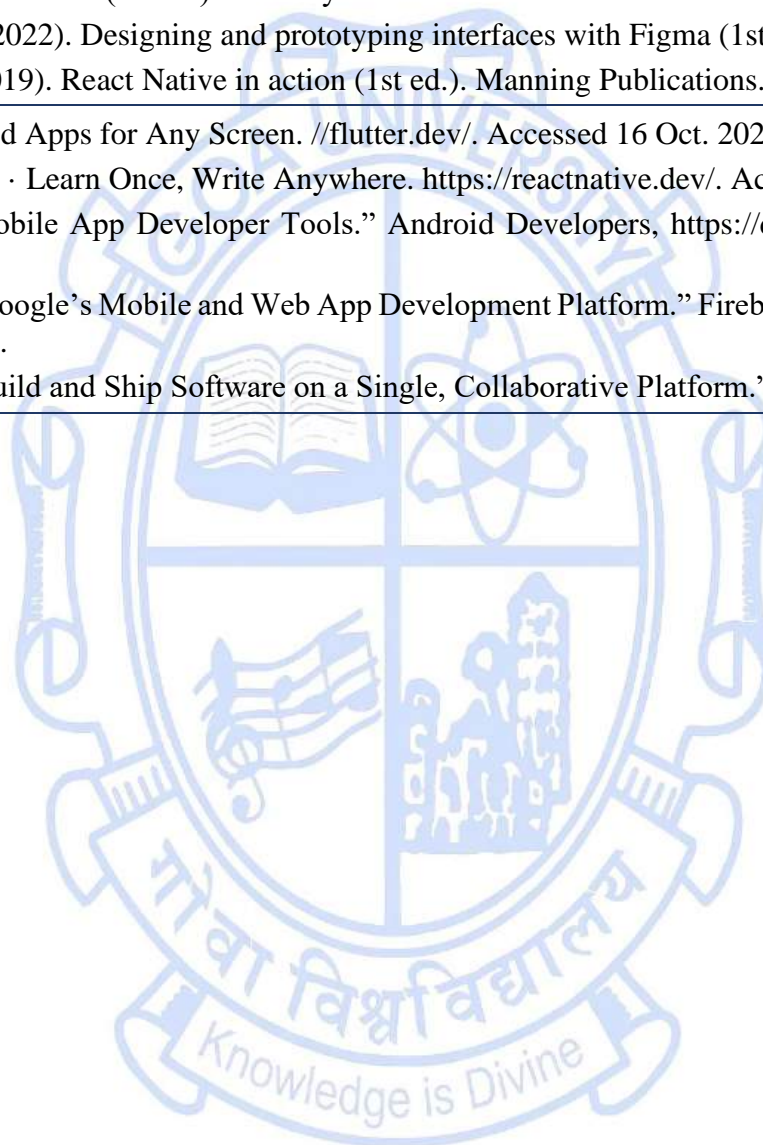 2022). Designing and prototyping interfaces with Figma (1st
019). React Native in action (1st ed.). Manning Publications.
d Apps for Any Screen. //flutter.dev/. Accessed 16 Oct. 202
· Learn Once, Write Anywhere. https://reactnative.dev/. Ac
obile App Developer Tools.” Android Developers, https://d
oogle’s Mobile and Web App Development Platform.” Fireb
.
uild and Ship Software on a Single, Collaborative Platform.”
GOA UNIVERSITY
गोंवा विश्वविद्यालय
Knowledge is Divine